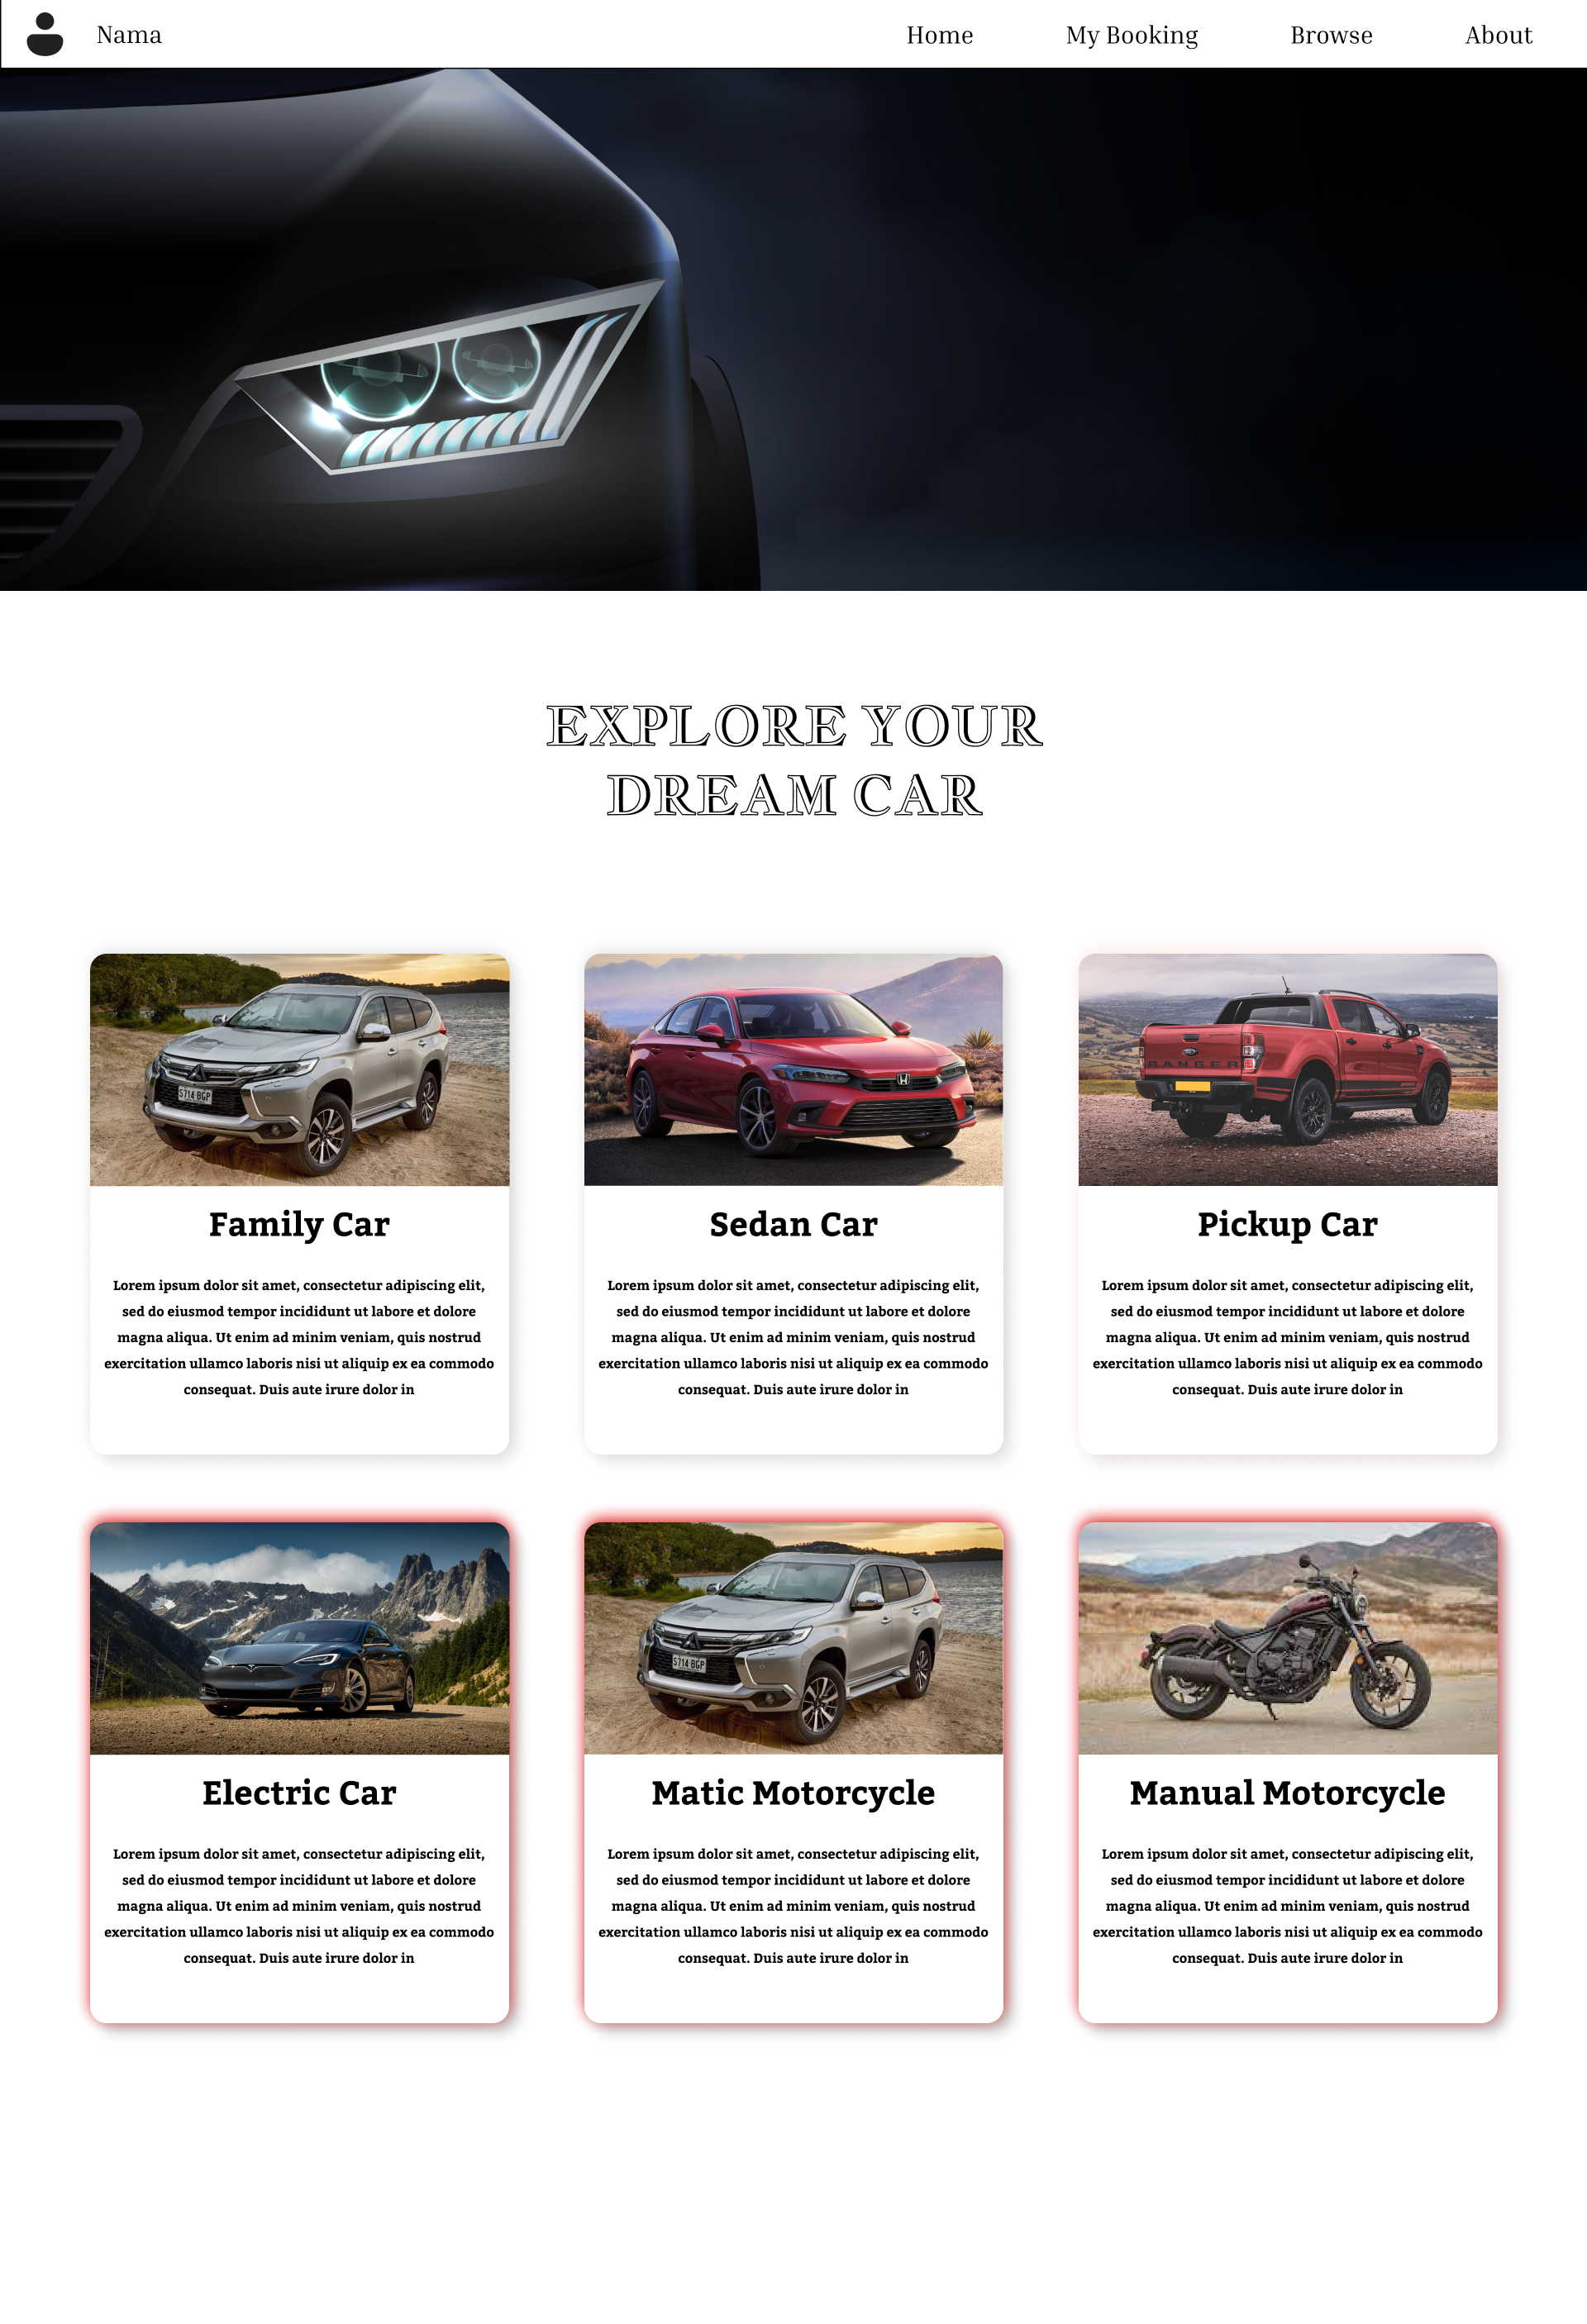 Nama
Home
My Booking
Browse
About
EXPLORE YOUR
DREAM CAR
S714·BGP
RANGER
Family Car
Sedan Car
Pickup Car
Lorem ipsum dolor sit amet, consectetur adipiscing elit,
sed do eiusmod tempor incididunt ut labore et dolore
magna aliqua. Ut enim ad minim veniam, quis nostrud
exercitation ullamco laboris nisi ut aliquip ex ea commodo
consequat. Duis aute irure dolor in
Lorem ipsum dolor sit amet, consectetur adipiscing elit,
sed do eiusmod tempor incididunt ut labore et dolore
magna aliqua. Ut enim ad minim veniam, quis nostrud
exercitation ullamco laboris nisi ut aliquip ex ea commodo
consequat. Duis aute irure dolor in
Lorem ipsum dolor sit amet, consectetur adipiscing elit,
sed do eiusmod tempor incididunt ut labore et dolore
magna aliqua. Ut enim ad minim veniam, quis nostrud
exercitation ullamco laboris nisi ut aliquip ex ea commodo
consequat. Duis aute irure dolor in
S714·BGP
Electric Car
Matic Motorcycle
Manual Motorcycle
Lorem ipsum dolor sit amet, consectetur adipiscing elit,
sed do eiusmod tempor incididunt ut labore et dolore
magna aliqua. Ut enim ad minim veniam, quis nostrud
exercitation ullamco laboris nisi ut aliquip ex ea commodo
consequat. Duis aute irure dolor in
Lorem ipsum dolor sit amet, consectetur adipiscing elit,
sed do eiusmod tempor incididunt ut labore et dolore
magna aliqua. Ut enim ad minim veniam, quis nostrud
exercitation ullamco laboris nisi ut aliquip ex ea commodo
consequat. Duis aute irure dolor in
Lorem ipsum dolor sit amet, consectetur adipiscing elit,
sed do eiusmod tempor incididunt ut labore et dolore
magna aliqua. Ut enim ad minim veniam, quis nostrud
exercitation ullamco laboris nisi ut aliquip ex ea commodo
consequat. Duis aute irure dolor in